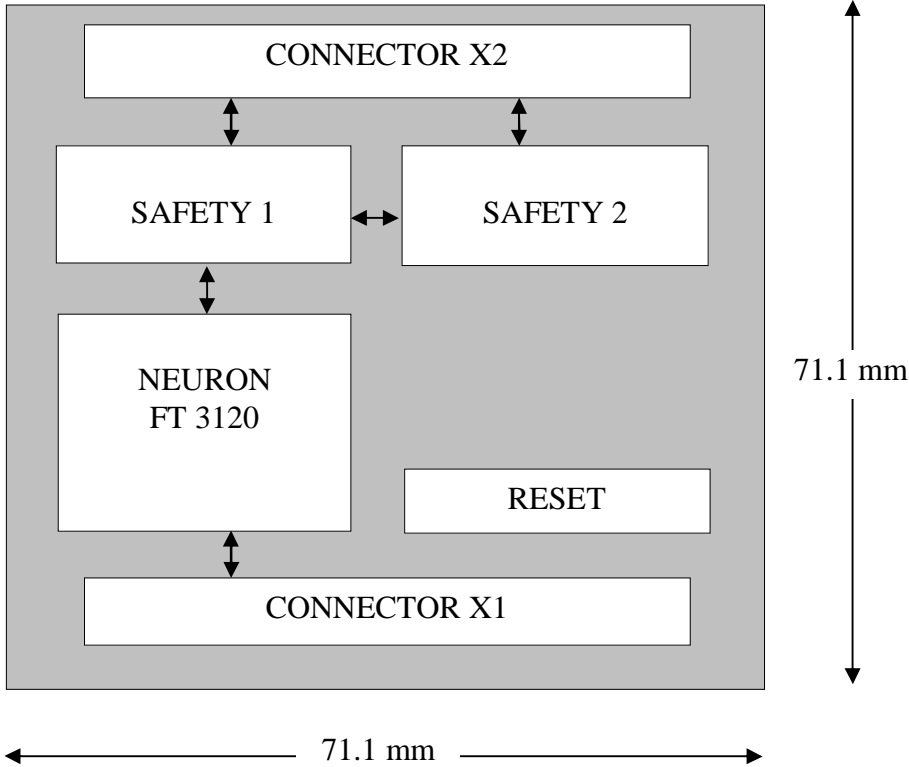 CONNECTOR X2
SAFETY 1
SAFETY 2
NEURON
FT 3120
71.1 mm
RESET
CONNECTOR X1
71.1 mm